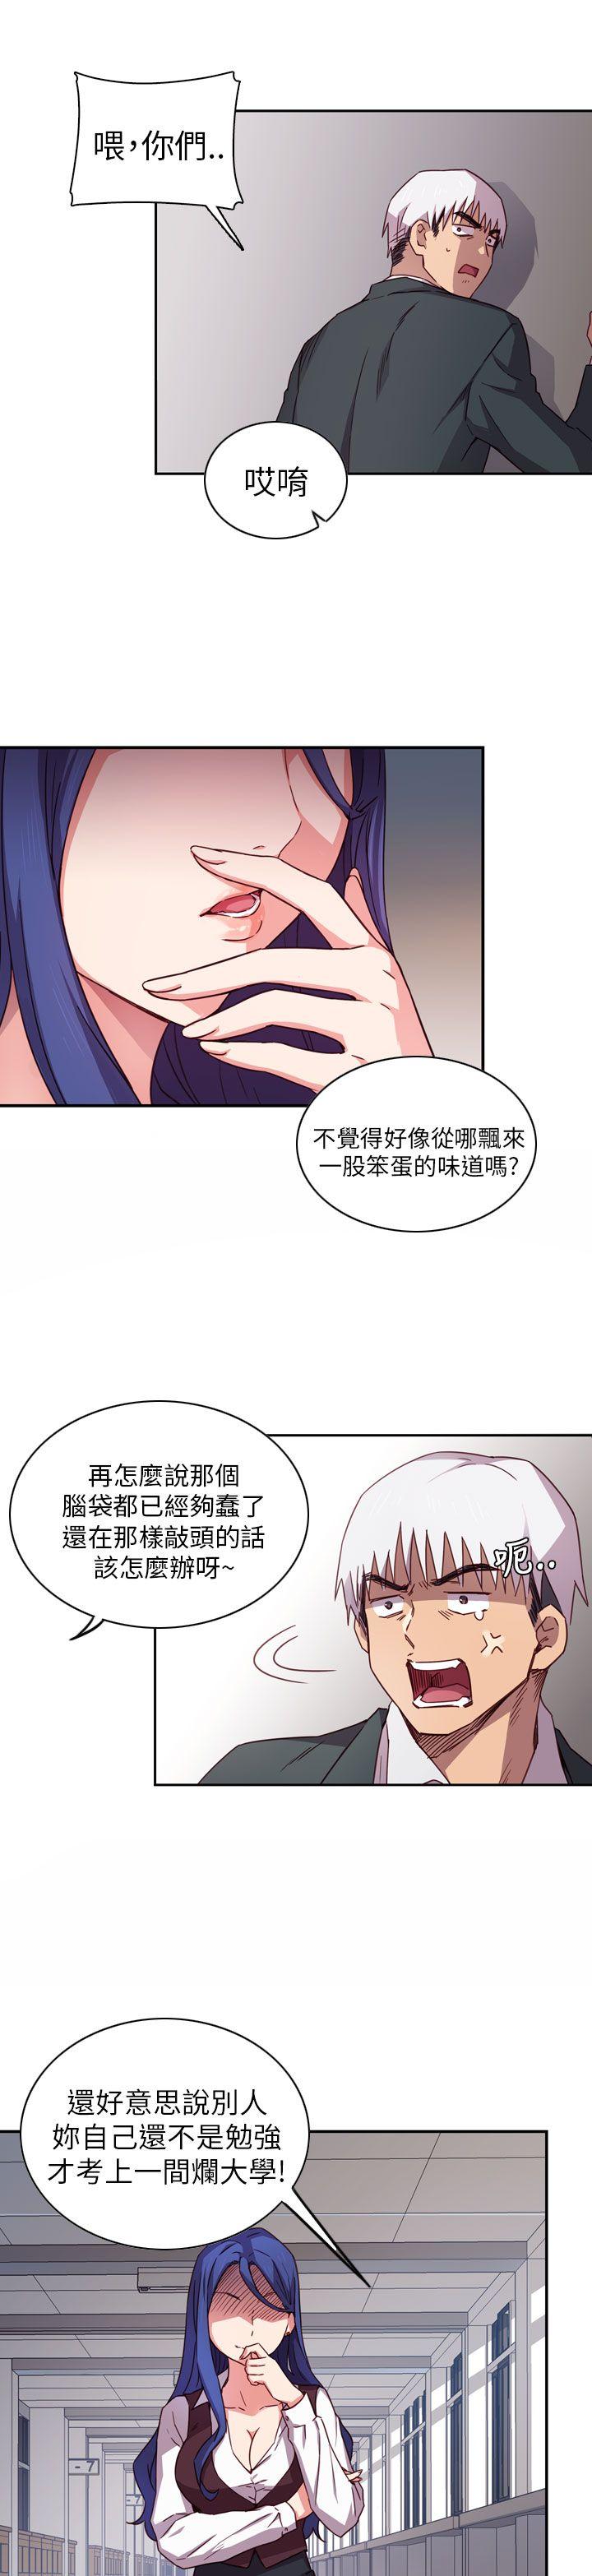 喂,你們..
哎唷
不覺得好像從哪飄來
一股笨蛋的味道嗎?
再怎麼說那個
腦袋都已經夠蠢了
還在那樣敲頭的話
該怎麼辦呀~
呃..
還好意思說別人
妳自己還不是勉強
才考上一間爛大學!
- 7
- 7